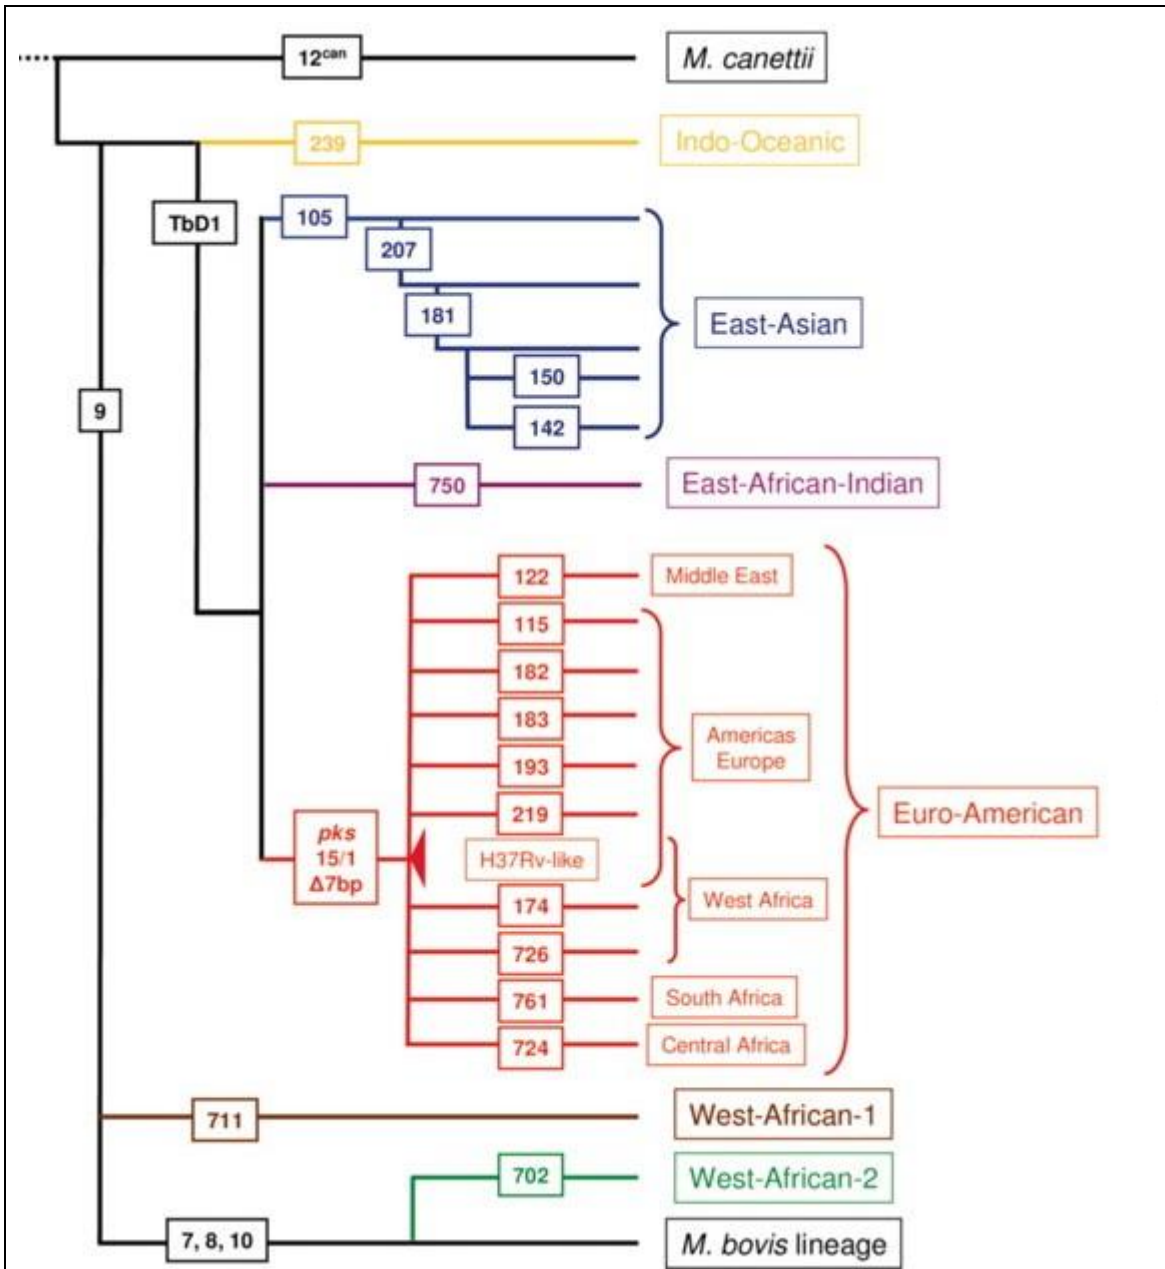 12can
M. canettii
239
Indo-Oceanic
TbD1
105
207
181
150
142
East-Asian
9
750
East-African-Indian
122
Middle East
115
182
183
193
219
Americas
Europe
Euro-American
pks
15/1
Δ7bp
H37Rv-like
174
West Africa
726
761
South Africa
724
Central Africa
711
West-African-1
702
West-African-2
7, 8, 10
M. bovis lineage